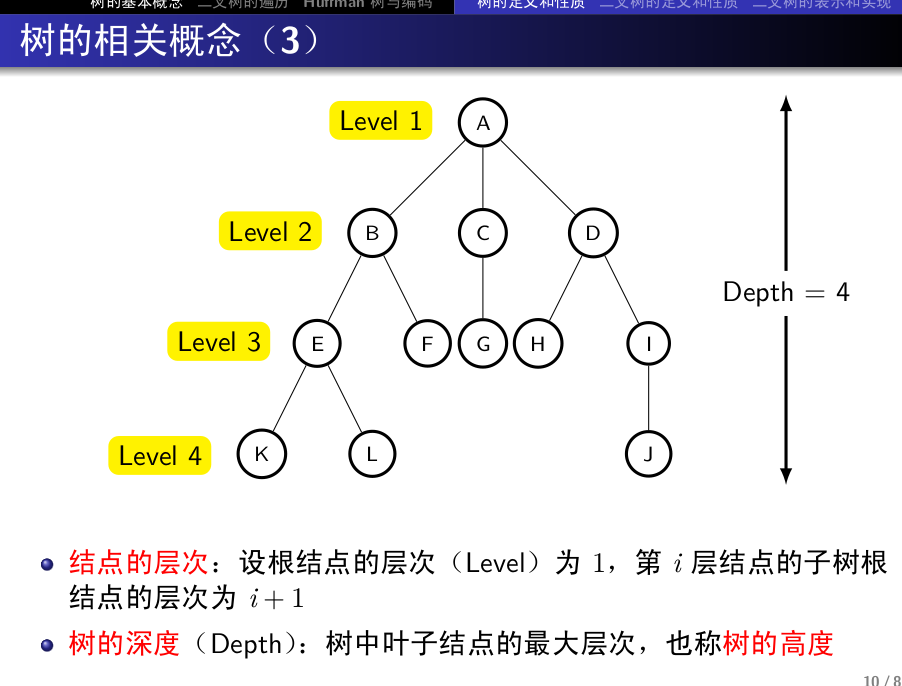 树的基本概念 二叉树的遍历 Huffman 树与编码 树的定义和性质 二叉树的定义和性质 二叉树的表示和实现
树的相关概念（3）
Level 1 A
Level 2 B C D
Depth = 4
Level 3 E F G H I
Level 4 K L J
结点的层次：设根结点的层次（Level）为 1，第 i 层结点的子树根
结点的层次为 i + 1
树的深度（Depth）：树中叶子结点的最大层次，也称树的高度
10 / 8